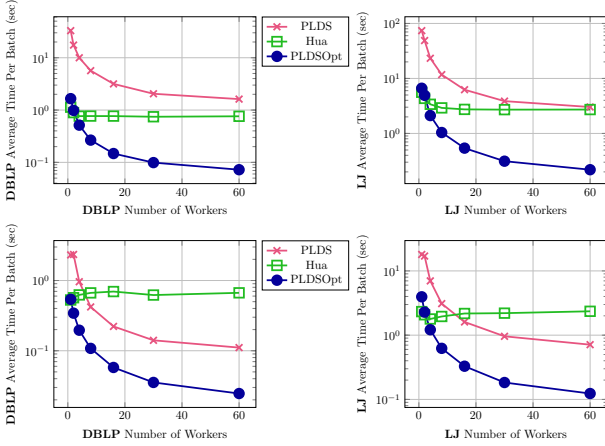 DBLP Average Time Per Batch (sec)
10^1
10^0
10^−1
0
20
40
60
DBLP Number of Workers
PLDS
Hua
PLDSOpt
LJ Average Time Per Batch (sec)
10^2
10^1
10^0
0
20
40
60
LJ Number of Workers
DBLP Average Time Per Batch (sec)
10^0
10^−1
0
20
40
60
DBLP Number of Workers
PLDS
Hua
PLDSOpt
LJ Average Time Per Batch (sec)
10^1
10^0
10^−1
0
20
40
60
LJ Number of Workers